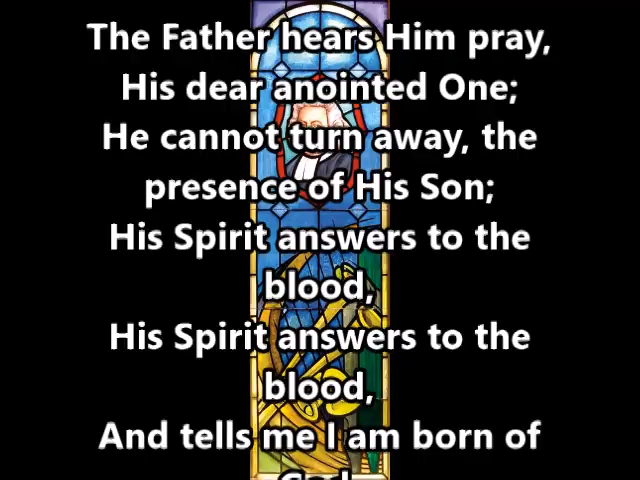 The Father hears Him pray,
His dear anointed One;
He cannot turn away, the
presence of His Son;
His Spirit answers to the
blood,
His Spirit answers to the
blood,
And tells me I am born of
God